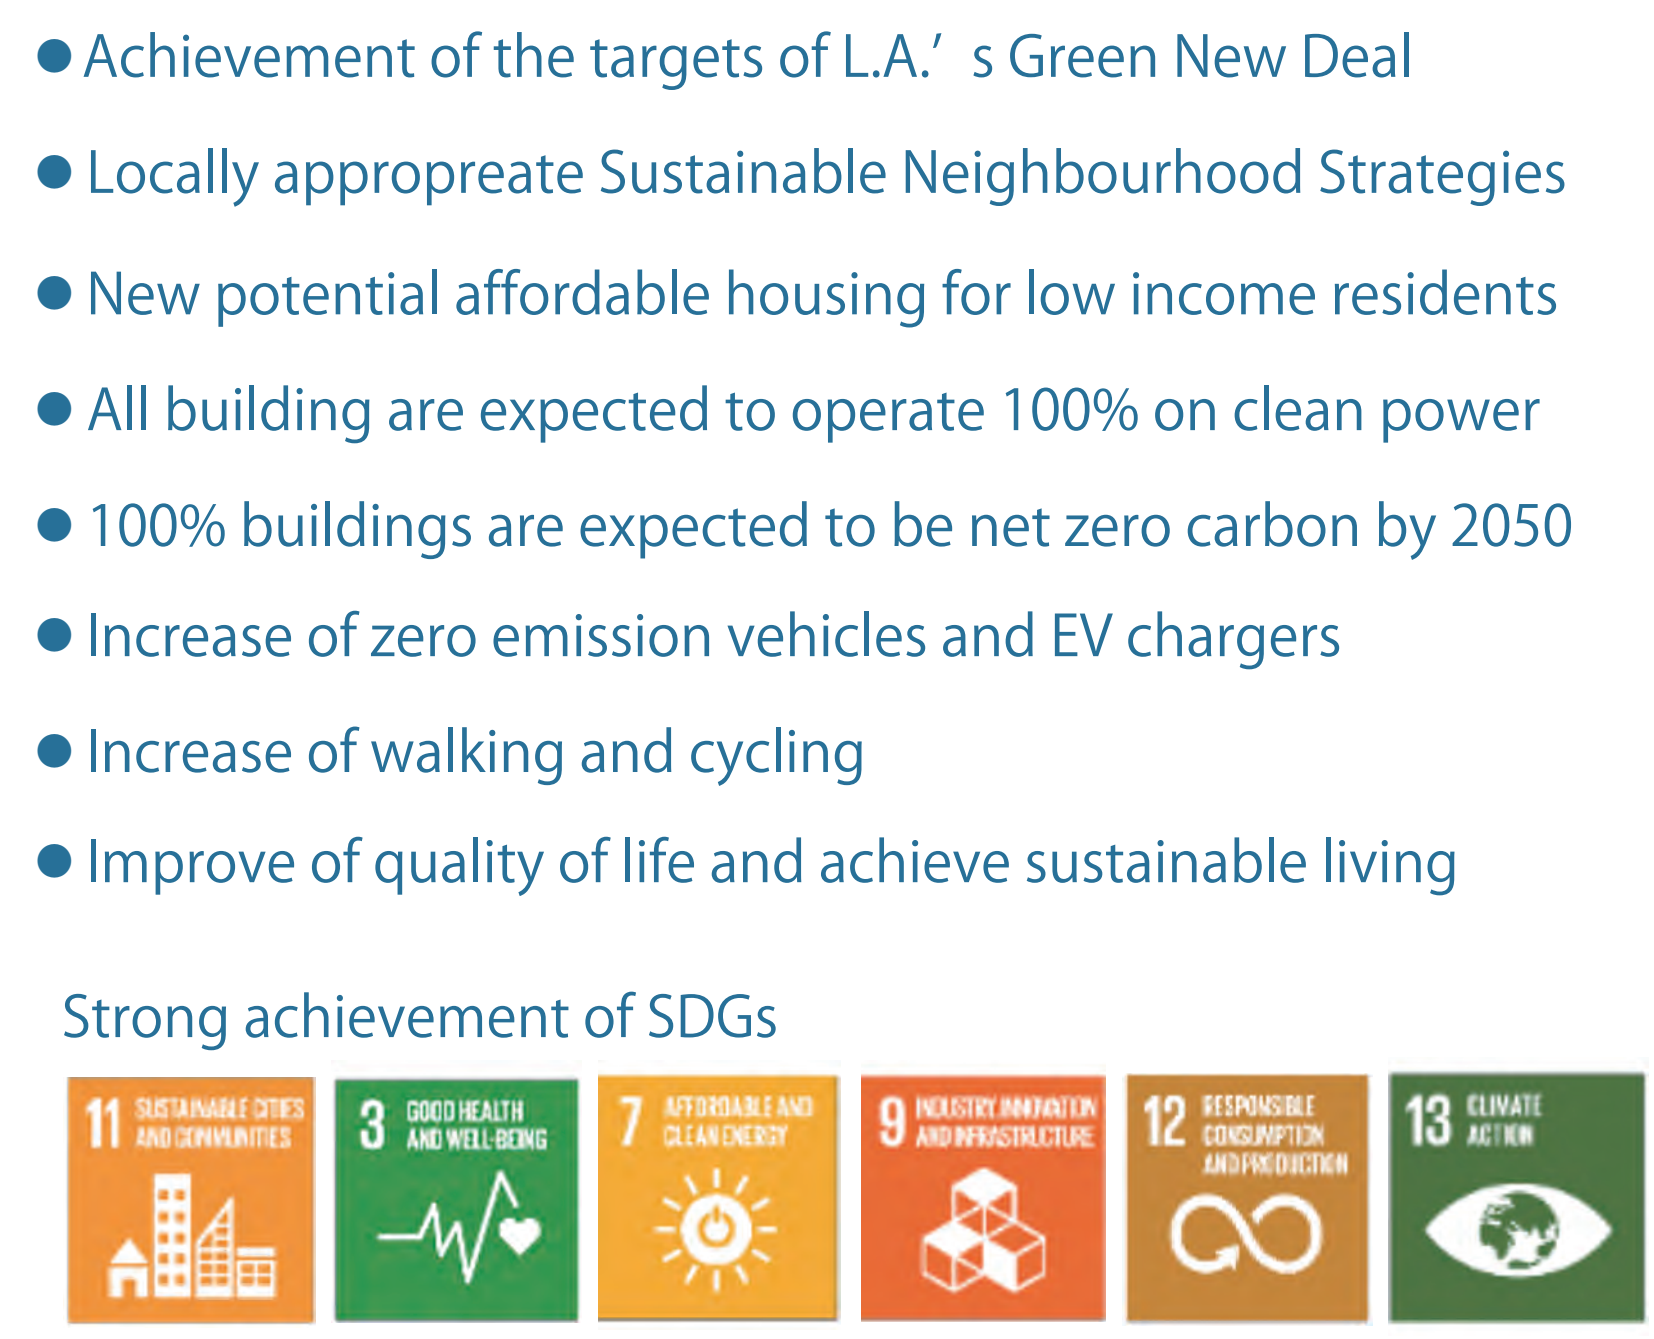 ● Achievement of the targets of L.A.’ s Green New Deal
● Locally appropreate Sustainable Neighbourhood Strategies
● New potential affordable housing for low income residents
● All building are expected to operate 100% on clean power
● 100% buildings are expected to be net zero carbon by 2050
● Increase of zero emission vehicles and EV chargers
● Increase of walking and cycling
● Improve of quality of life and achieve sustainable living
Strong achievement of SDGs
11 SUSTAINABLE CITIES
AND COMMUNITIES
3 GOOD HEALTH
AND WELL-BEING
7 AFFORDABLE AND
CLEAN ENERGY
9 INDUSTRY, INNOVATION
AND INFRASTRUCTURE
12 RESPONSIBLE
CONSUMPTION
AND PRODUCTION
13 CLIMATE
ACTION